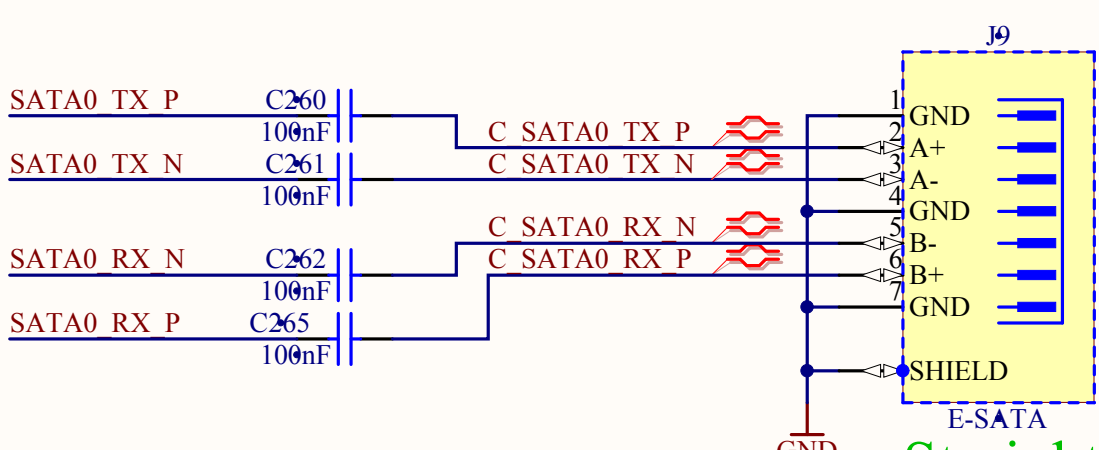 J9
SATA0_TX_P
C260
100nF
C_SATA0_TX_P
1
GND
2
A+
SATA0_TX_N
C261
100nF
C_SATA0_TX_N
3
A-
4
GND
C_SATA0_RX_N
5
B-
SATA0_RX_N
C262
100nF
C_SATA0_RX_P
6
B+
7
GND
SATA0_RX_P
C265
100nF
SHIELD
E-SATA
GND